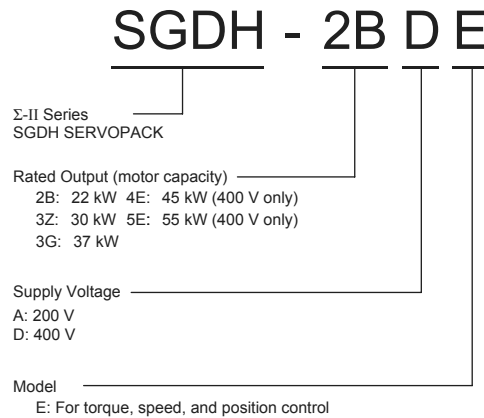 SGDH - 2B D E
Σ-II Series
SGDH SERVOPACK
Rated Output (motor capacity)
2B: 22 kW 4E: 45 kW (400 V only)
3Z: 30 kW 5E: 55 kW (400 V only)
3G: 37 kW
Supply Voltage
A: 200 V
D: 400 V
Model
E: For torque, speed, and position control